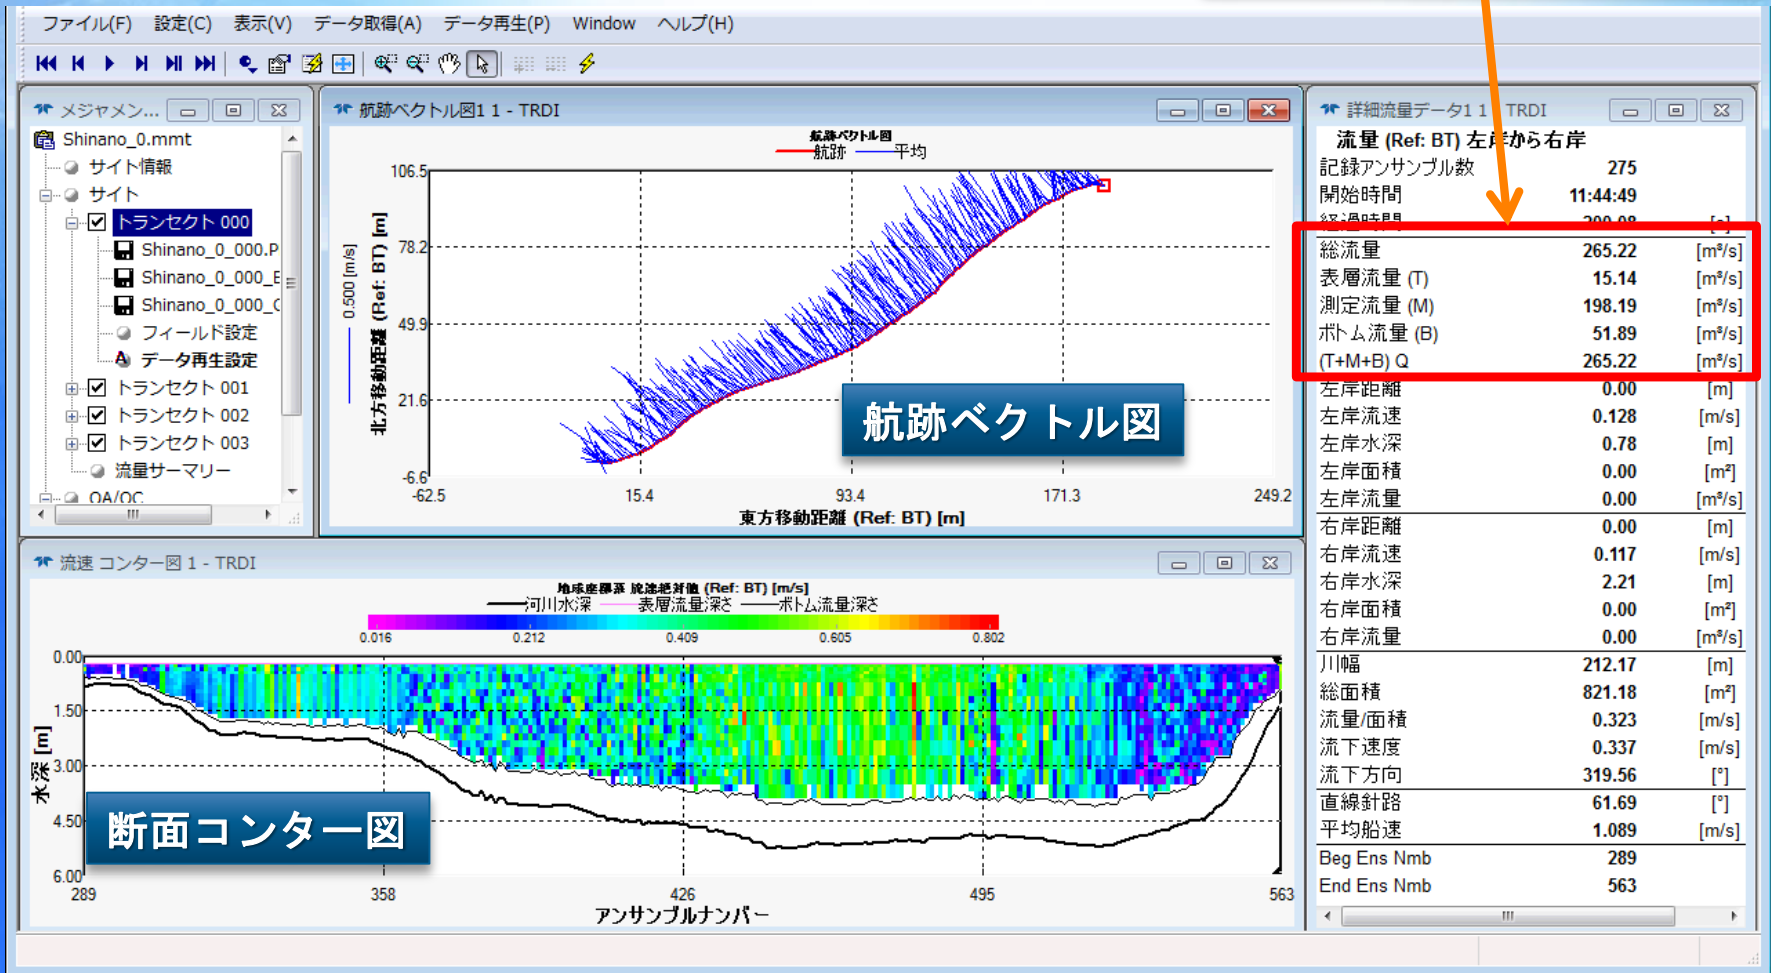 ファイル(F) 設定(C) 表示(V) データ取得(A) データ再生(P) Window ヘルプ(H)
メジャメン...
Shinano_0.mmt
サイト情報
サイト
トランセクト 000
Shinano_0_000.P
Shinano_0_000_E
Shinano_0_000_C
フィールド設定
データ再生設定
トランセクト 001
トランセクト 002
トランセクト 003
流量サーマリー
QA/QC
航跡ベクトル図1 1 - TRDI
航跡ベクトル図
航跡 平均
0.500 [m/s]
北方移動距離 (Ref: BT) [m]
106.5
78.2
49.9
21.6
-6.6
-62.5 15.4 93.4 171.3 249.2
東方移動距離 (Ref: BT) [m]
航跡ベクトル図
流速 コンター図 1 - TRDI
地球座標系 流速絶対値 (Ref: BT) [m/s]
河川水深 表層流量深さ ボトム流量深さ
0.016 0.212 0.409 0.605 0.802
水深 [m]
0.00
1.50
3.00
4.50
6.00
289 358 426 495 563
アンサンブルナンバー
断面コンター図
詳細流量データ1 1 TRDI
流量 (Ref: BT) 左岸から右岸
記録アンサンブル数 275
開始時間 11:44:49
経過時間 200.08 [s]
総流量 265.22 [m³/s]
表層流量 (T) 15.14 [m³/s]
測定流量 (M) 198.19 [m³/s]
ボトム流量 (B) 51.89 [m³/s]
(T+M+B) Q 265.22 [m³/s]
左岸距離 0.00 [m]
左岸流速 0.128 [m/s]
左岸水深 0.78 [m]
左岸面積 0.00 [m²]
左岸流量 0.00 [m³/s]
右岸距離 0.00 [m]
右岸流速 0.117 [m/s]
右岸水深 2.21 [m]
右岸面積 0.00 [m²]
右岸流量 0.00 [m³/s]
川幅 212.17 [m]
総面積 821.18 [m²]
流量/面積 0.323 [m/s]
流下速度 0.337 [m/s]
流下方向 319.56 [°]
直線針路 61.69 [°]
平均船速 1.089 [m/s]
Beg Ens Nmb 289
End Ens Nmb 563